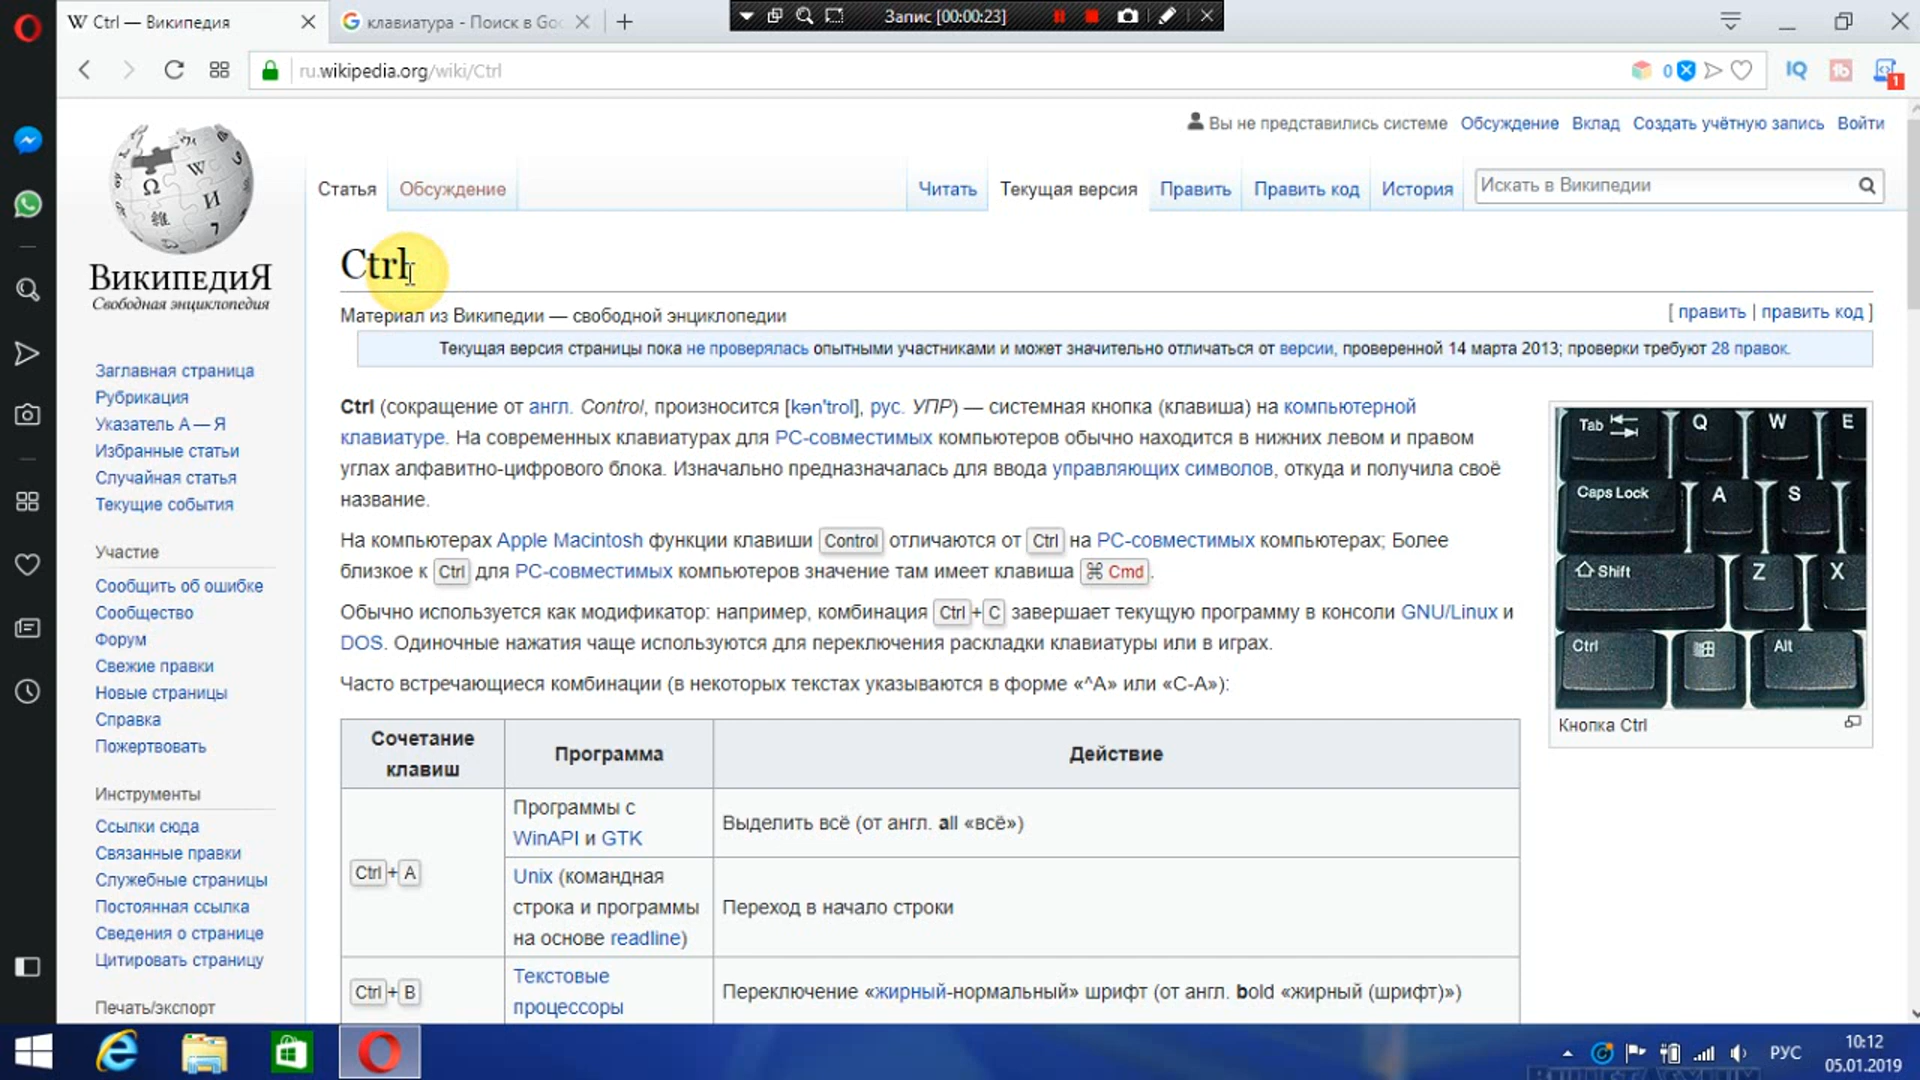 Ctrl — Википедия
клавиатура - Поиск в Goo
Запис [00:00:23]
ru.wikipedia.org/wiki/Ctrl
0
IQ
tb
1
Вы не представились системе Обсуждение Вклад Создать учётную запись Войти
Статья Обсуждение Читать Текущая версия Править Править код История Искать в Википедии
ВИКИПЕДИЯ
Свободная энциклопедия
Ctrl
Материал из Википедии — свободной энциклопедии
[ править | править код ]
Текущая версия страницы пока не проверялась опытными участниками и может значительно отличаться от версии, проверенной 14 марта 2013; проверки требуют 28 правок.
Заглавная страница
Рубрикация
Указатель А — Я
Избранные статьи
Случайная статья
Текущие события
Участие
Сообщить об ошибке
Сообщество
Форум
Свежие правки
Новые страницы
Справка
Пожертвовать
Инструменты
Ссылки сюда
Связанные правки
Служебные страницы
Постоянная ссылка
Сведения о странице
Цитировать страницу
Печать/экспорт
Ctrl (сокращение от англ. Control, произносится [kən'trol], рус. УПР) — системная кнопка (клавиша) на компьютерной
клавиатуре. На современных клавиатурах для PC-совместимых компьютеров обычно находится в нижних левом и правом
углах алфавитно-цифрового блока. Изначально предназначалась для ввода управляющих символов, откуда и получила своё
название.
На компьютерах Apple Macintosh функции клавиши Control отличаются от Ctrl на PC-совместимых компьютерах; Более
близкое к Ctrl для PC-совместимых компьютеров значение там имеет клавиша ⌘ Cmd.
Обычно используется как модификатор: например, комбинация Ctrl+C завершает текущую программу в консоли GNU/Linux и
DOS. Одиночные нажатия чаще используются для переключения раскладки клавиатуры или в играх.
Часто встречающиеся комбинации (в некоторых текстах указываются в форме «^A» или «C-A»):
Tab Q W E
Caps Lock A S
Shift Z X
Ctrl Alt
Кнопка Ctrl
Сочетание
клавиш
Программа
Действие
Ctrl+A
Программы с
WinAPI и GTK
Выделить всё (от англ. all «всё»)
Unix (командная
строка и программы
на основе readline)
Переход в начало строки
Ctrl+B
Текстовые
процессоры
Переключение «жирный-нормальный» шрифт (от англ. bold «жирный (шрифт)»)
РУС
10:12
05.01.2019